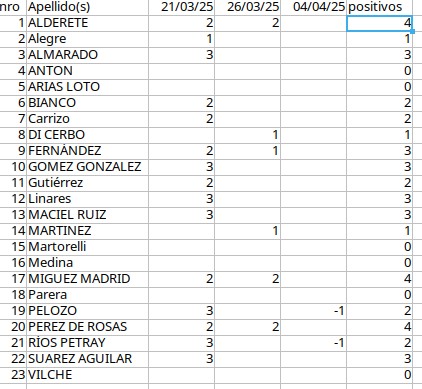 nro Apellido(s) 21/03/25 26/03/25 04/04/25 positivos
1 ALDERETE 2 2 4
2 Alegre 1 1
3 ALMARADO 3 3
4 ANTON 0
5 ARIAS LOTO 0
6 BIANCO 2 2
7 Carrizo 2 2
8 DI CERBO 1 1
9 FERNÁNDEZ 2 1 3
10 GOMEZ GONZALEZ 3 3
11 Gutiérrez 2 2
12 Linares 3 3
13 MACIEL RUIZ 3 3
14 MARTINEZ 1 1
15 Martorelli 0
16 Medina 0
17 MIGUEZ MADRID 2 2 4
18 Parera 0
19 PELOZO 3 -1 2
20 PEREZ DE ROSAS 2 2 4
21 RÍOS PETRAY 3 -1 2
22 SUAREZ AGUILAR 3 3
23 VILCHE 0